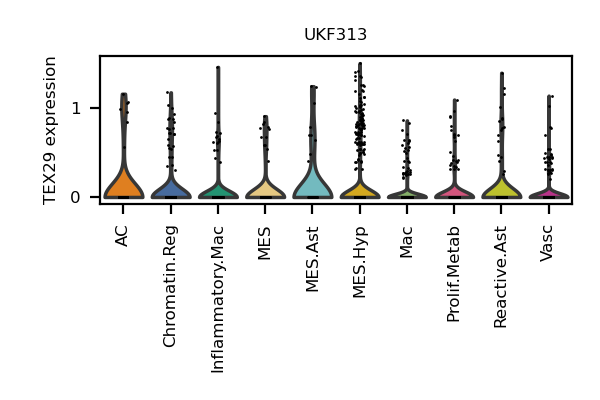 UKF313
TEX29 expression
1
0
AC
Chromatin.Reg
Inflammatory.Mac
MES
MES.Ast
MES.Hyp
Mac
Prolif.Metab
Reactive.Ast
Vasc